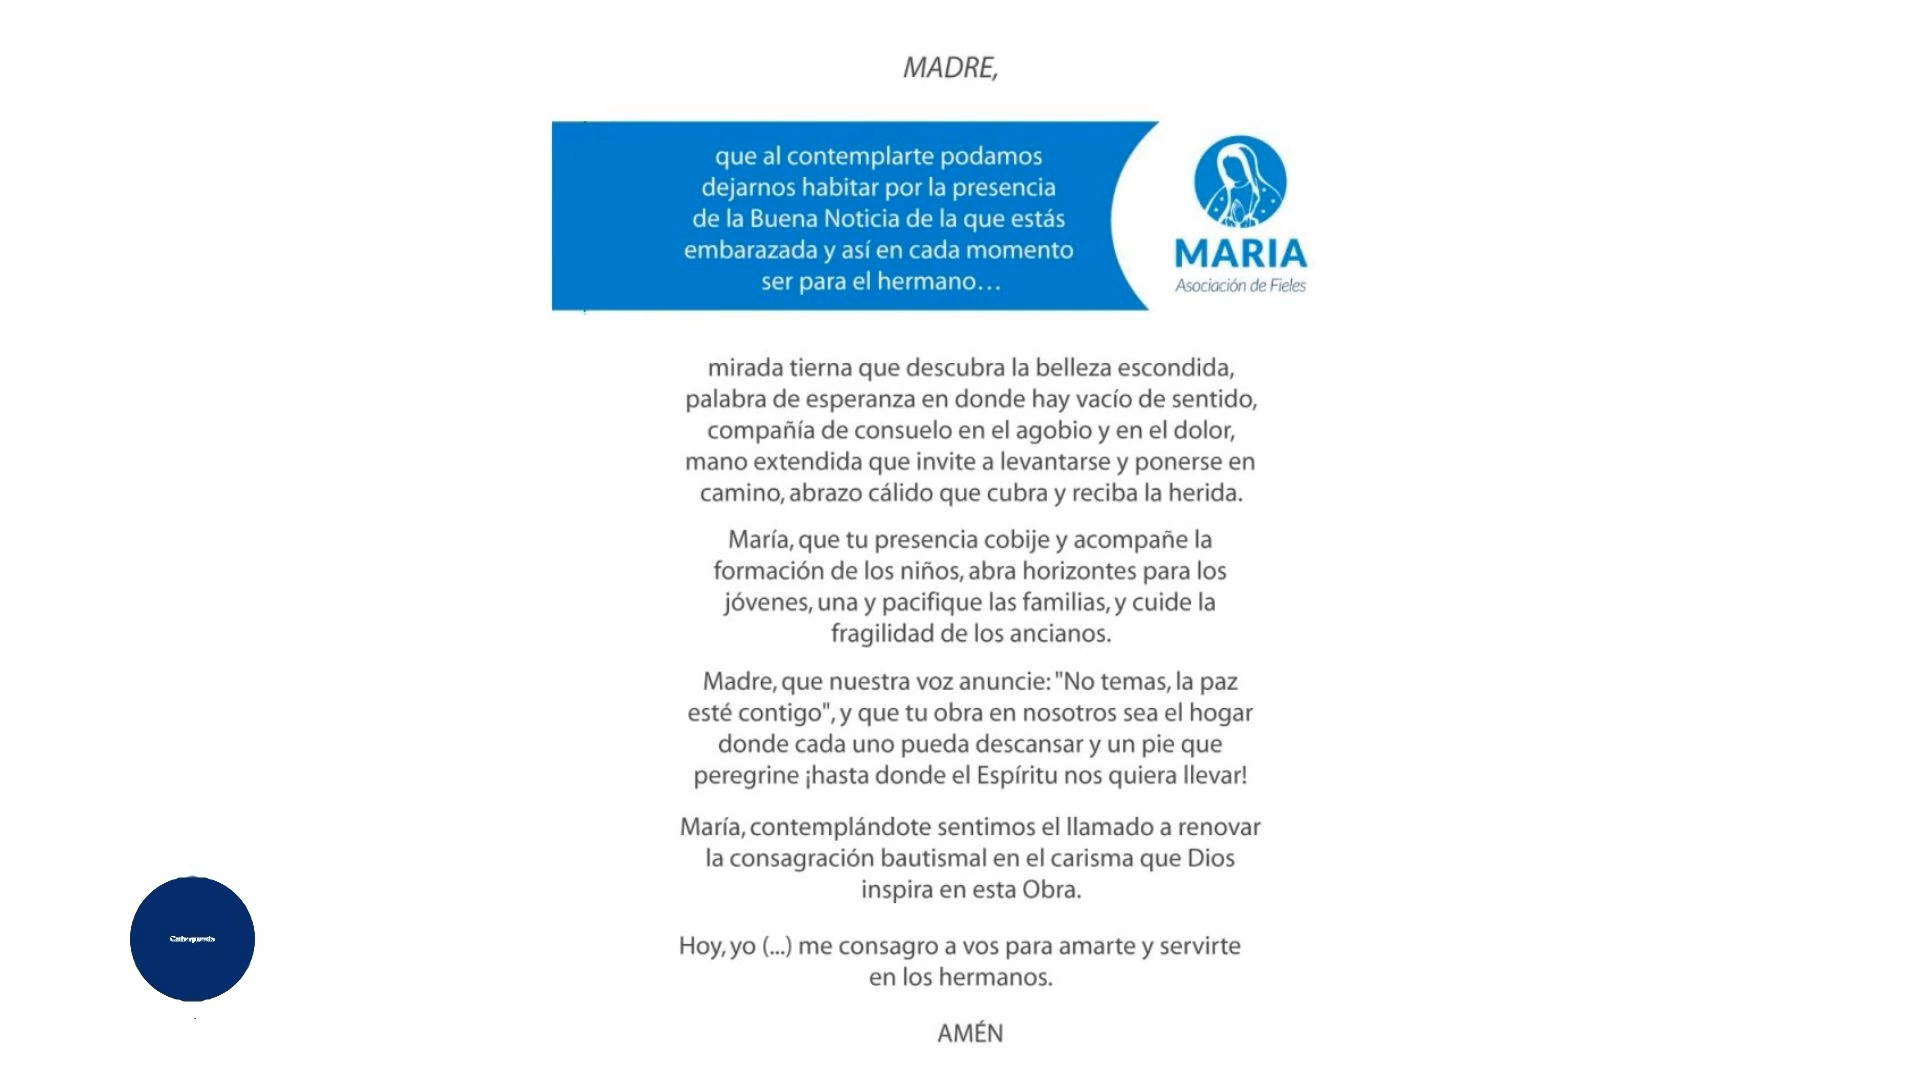 MADRE,
que al contemplarte podamos
dejarnos habitar por la presencia
de la Buena Noticia de la que estás
embarazada y así en cada momento
ser para el hermano…
MARIA
Asociación de Fieles
mirada tierna que descubra la belleza escondida,
palabra de esperanza en donde hay vacío de sentido,
compañía de consuelo en el agobio y en el dolor,
mano extendida que invite a levantarse y ponerse en
camino, abrazo cálido que cubra y reciba la herida.
María, que tu presencia cobije y acompañe la
formación de los niños, abra horizontes para los
jóvenes, una y pacifique las familias, y cuide la
fragilidad de los ancianos.
Madre, que nuestra voz anuncie: "No temas, la paz
esté contigo", y que tu obra en nosotros sea el hogar
donde cada uno pueda descansar y un pie que
peregrine ¡hasta donde el Espíritu nos quiera llevar!
María, contemplándote sentimos el llamado a renovar
la consagración bautismal en el carisma que Dios
inspira en esta Obra.
Hoy, yo (...) me consagro a vos para amarte y servirte
en los hermanos.
AMÉN